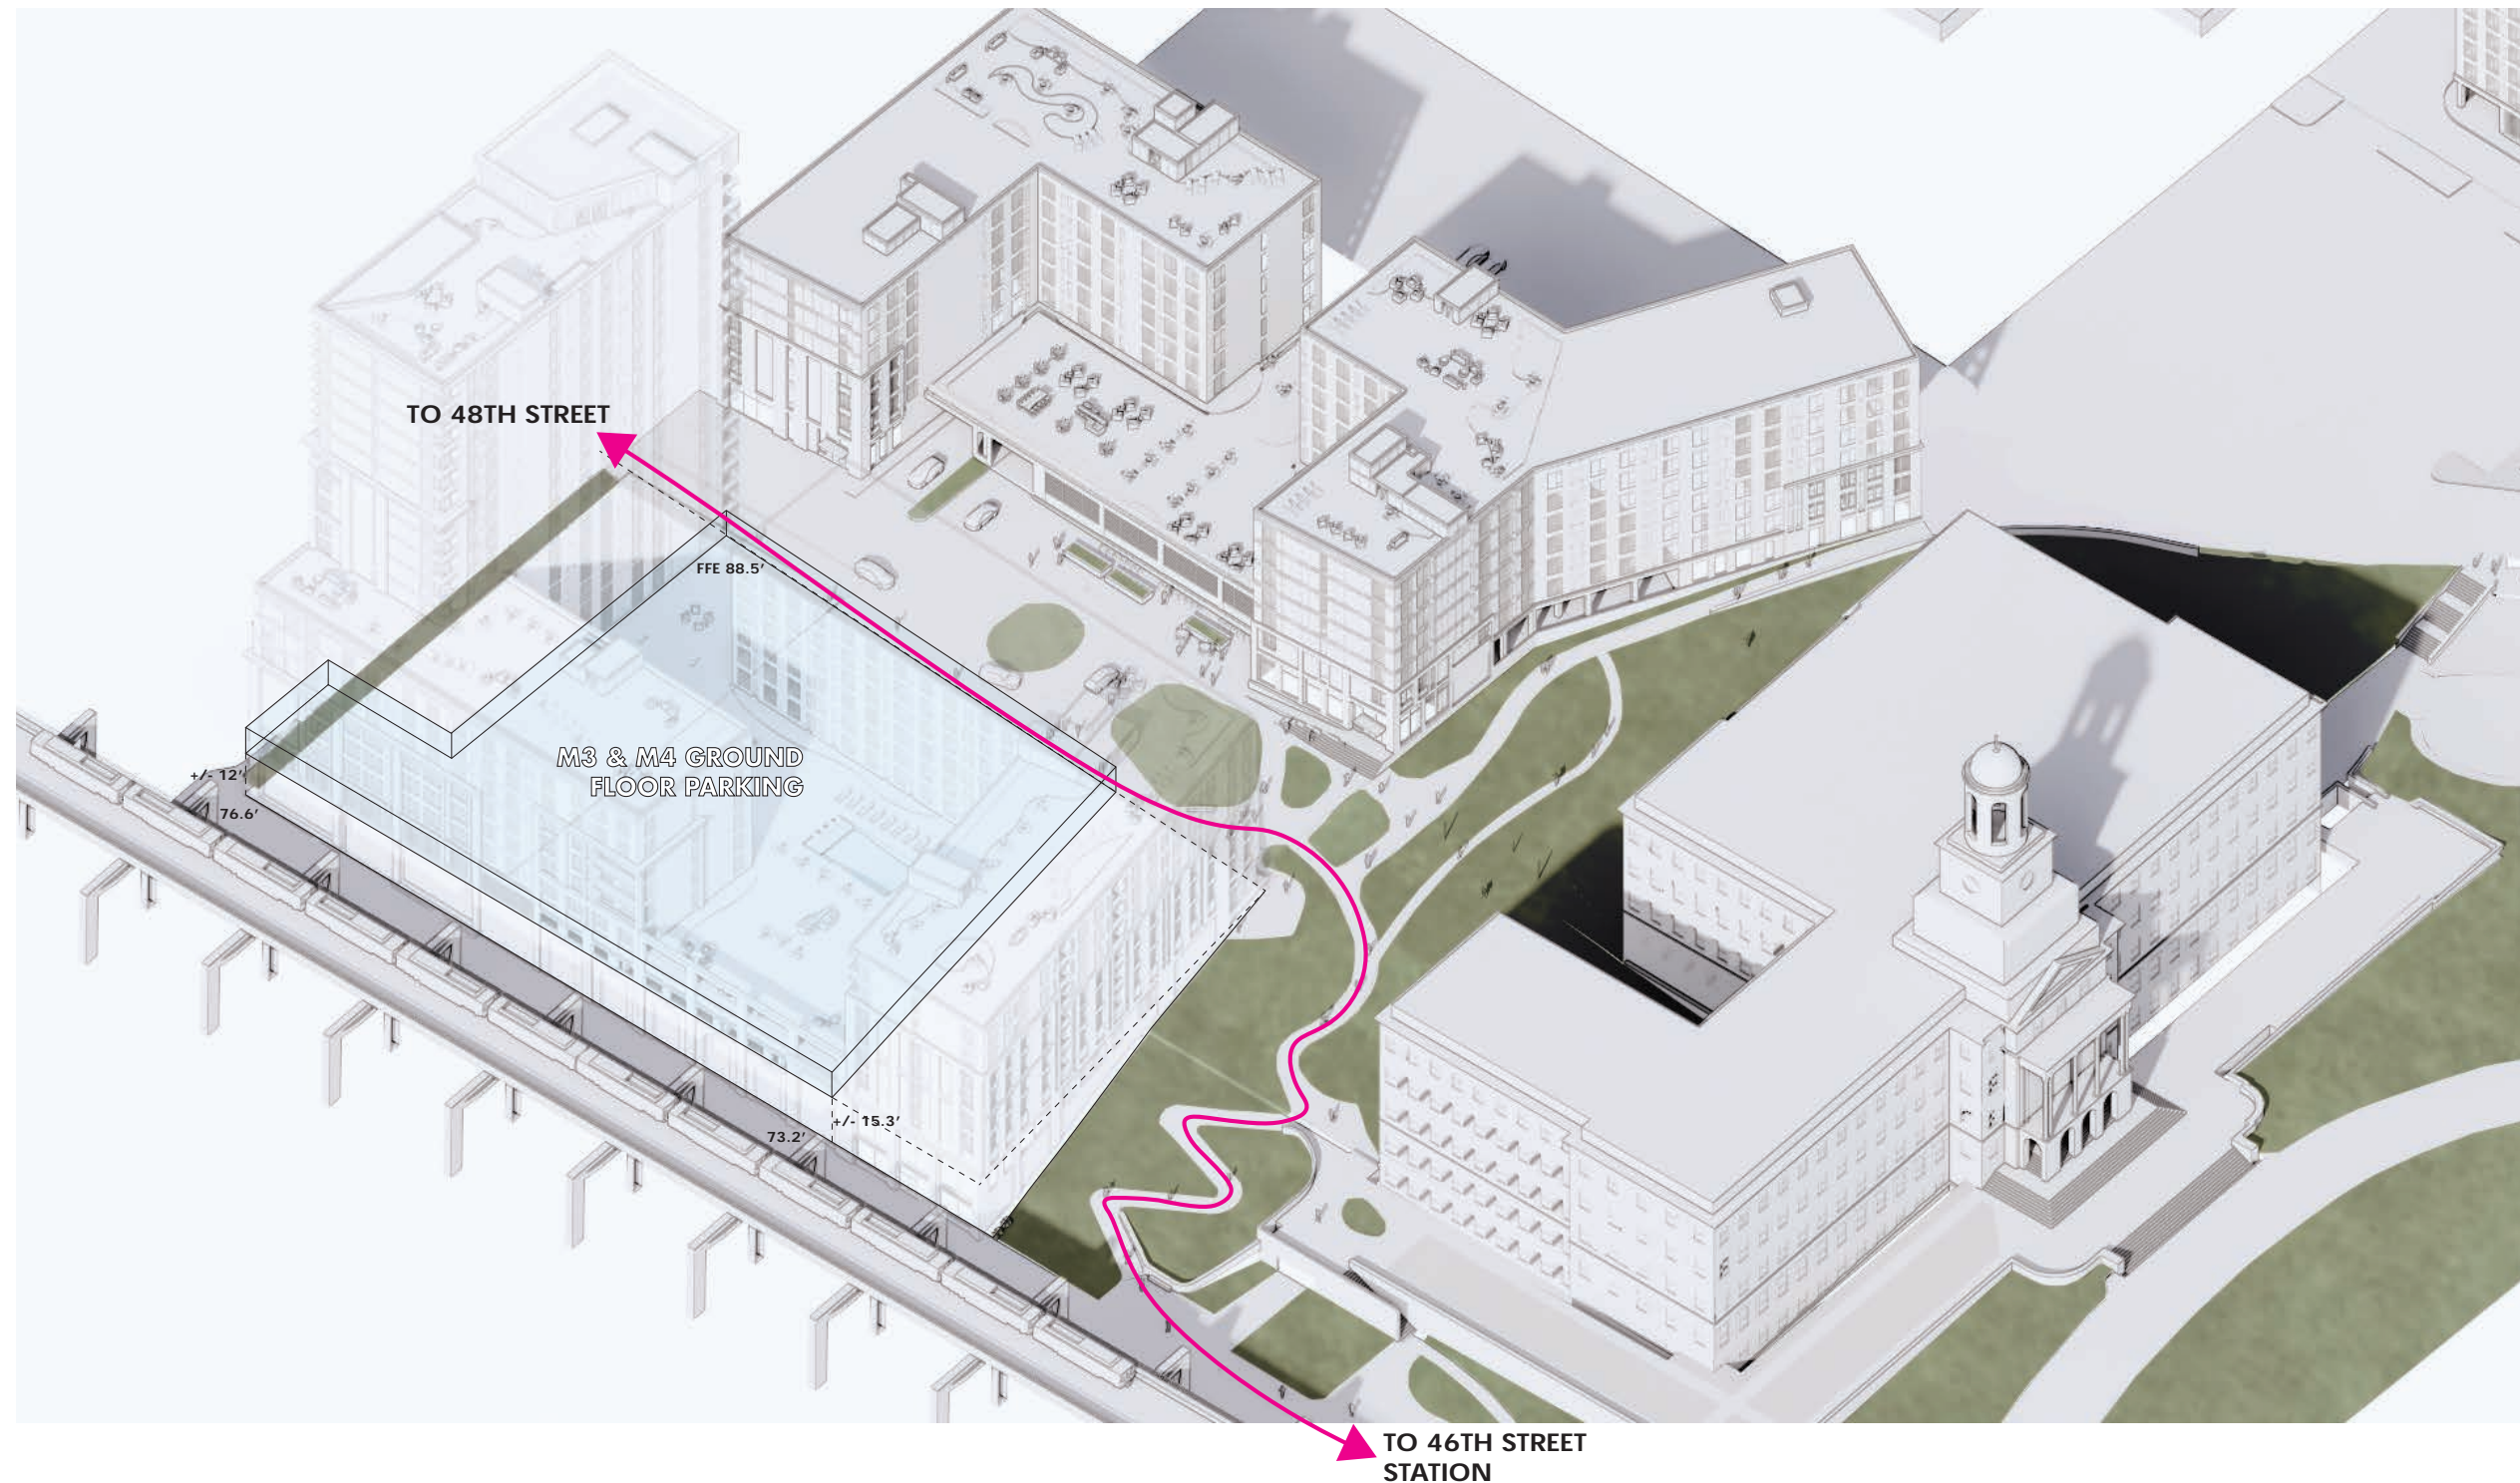 TO 48TH STREET
FFE 88.5'
M3 & M4 GROUND
FLOOR PARKING
+/- 12'
76.6'
+/- 15.3'
73.2'
TO 46TH STREET
STATION